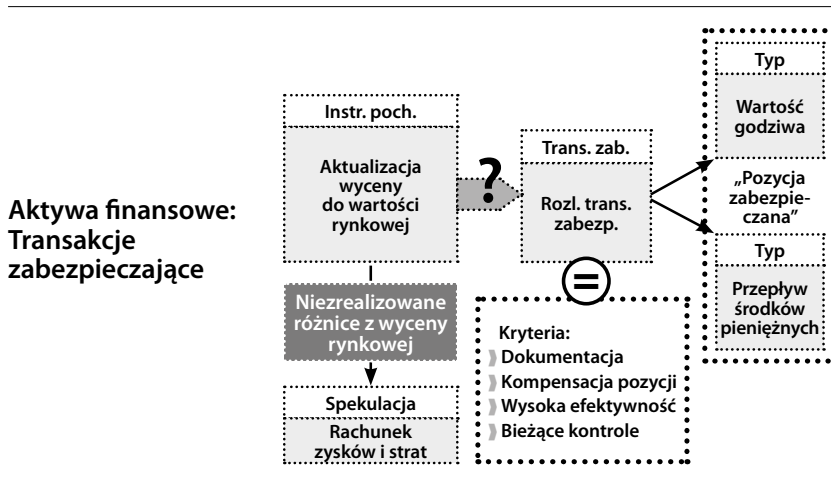 Aktywa finansowe:
Transakcje
zabezpieczające
Instr. poch.
Aktualizacja
wyceny
do wartości
rynkowej
?
Niezrealizowane
różnice z wyceny
rynkowej
Spekulacja
Rachunek
zysków i strat
Trans. zab.
Rozl. trans.
zabezp.
=
Kryteria:
Dokumentacja
Kompensacja pozycji
Wysoka efektywność
Bieżące kontrole
Typ
Wartość
godziwa
„Pozycja
zabezpie-
czana”
Typ
Przepływ
środków
pieniężnych